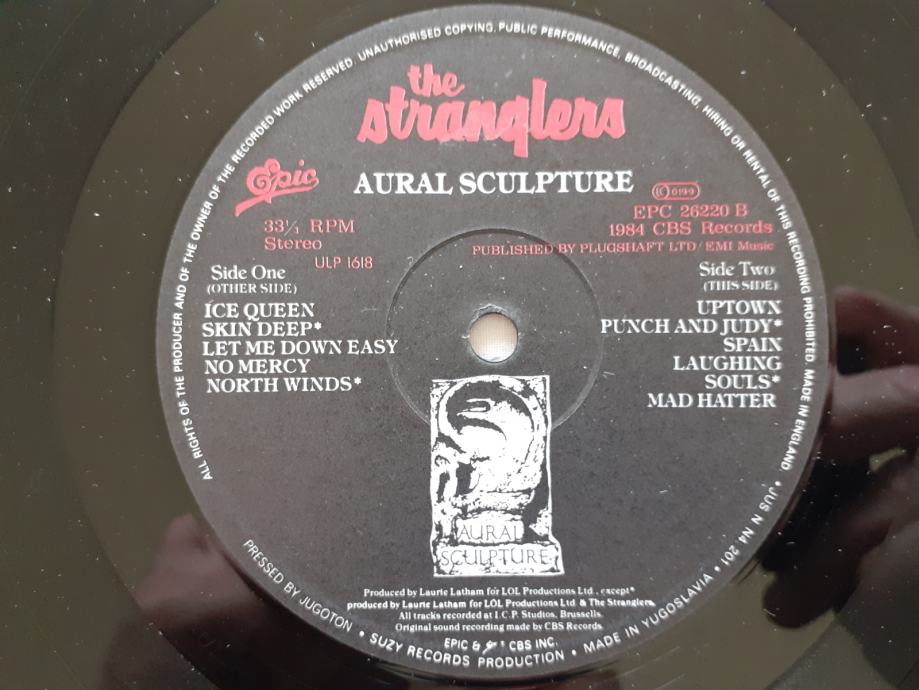 ALL RIGHTS OF THE PRODUCER AND OF THE OWNER OF THE RECORDED WORK RESERVED. UNAUTHORISED COPYING, PUBLIC PERFORMANCE, BROADCASTING, HIRING OR RENTAL OF THIS RECORDING PROHIBITED. MADE IN ENGLAND • JUS N N4 201 •
the
stranglers
Epic
AURAL SCULPTURE
LC 0199
33⅓ RPM
Stereo
ULP 1618
EPC 26220 B
1984 CBS Records
PUBLISHED BY PLUGSHAFT LTD/EMI Music
Side One
(OTHER SIDE)
ICE QUEEN
SKIN DEEP*
LET ME DOWN EASY
NO MERCY
NORTH WINDS*
Side Two
(THIS SIDE)
UPTOWN
PUNCH AND JUDY*
SPAIN
LAUGHING
SOULS*
MAD HATTER
AURAL
SCULPTURE
Produced by Laurie Latham for LOL Productions Ltd., except*
produced by Laurie Latham for LOL Productions Ltd & The Stranglers
All tracks recorded at I.C.P. Studios, Brussells.
Original sound recording made by CBS Records
EPIC & CBS INC.
PRESSED BY JUGOTON • SUZY RECORDS PRODUCTION • MADE IN YUGOSLAVIA